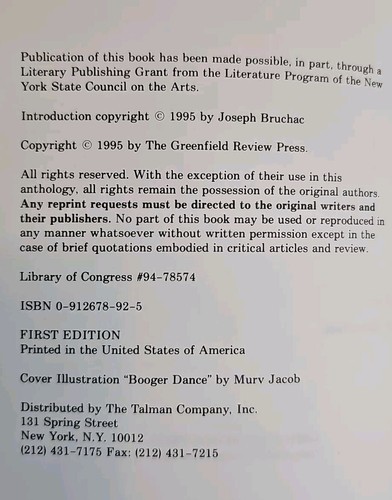 Publication of this book has been made possible, in part, through a
Literary Publishing Grant from the Literature Program of the New
York State Council on the Arts.
Introduction copyright © 1995 by Joseph Bruchac
Copyright © 1995 by The Greenfield Review Press.
All rights reserved. With the exception of their use in this
anthology, all rights remain the possession of the original authors.
Any reprint requests must be directed to the original writers and
their publishers. No part of this book may be used or reproduced in
any manner whatsoever without written permission except in the
case of brief quotations embodied in critical articles and review.
Library of Congress #94-78574
ISBN 0-912678-92-5
FIRST EDITION
Printed in the United States of America
Cover Illustration “Booger Dance” by Murv Jacob
Distributed by The Talman Company, Inc.
131 Spring Street
New York, N.Y. 10012
(212) 431-7175 Fax: (212) 431-7215